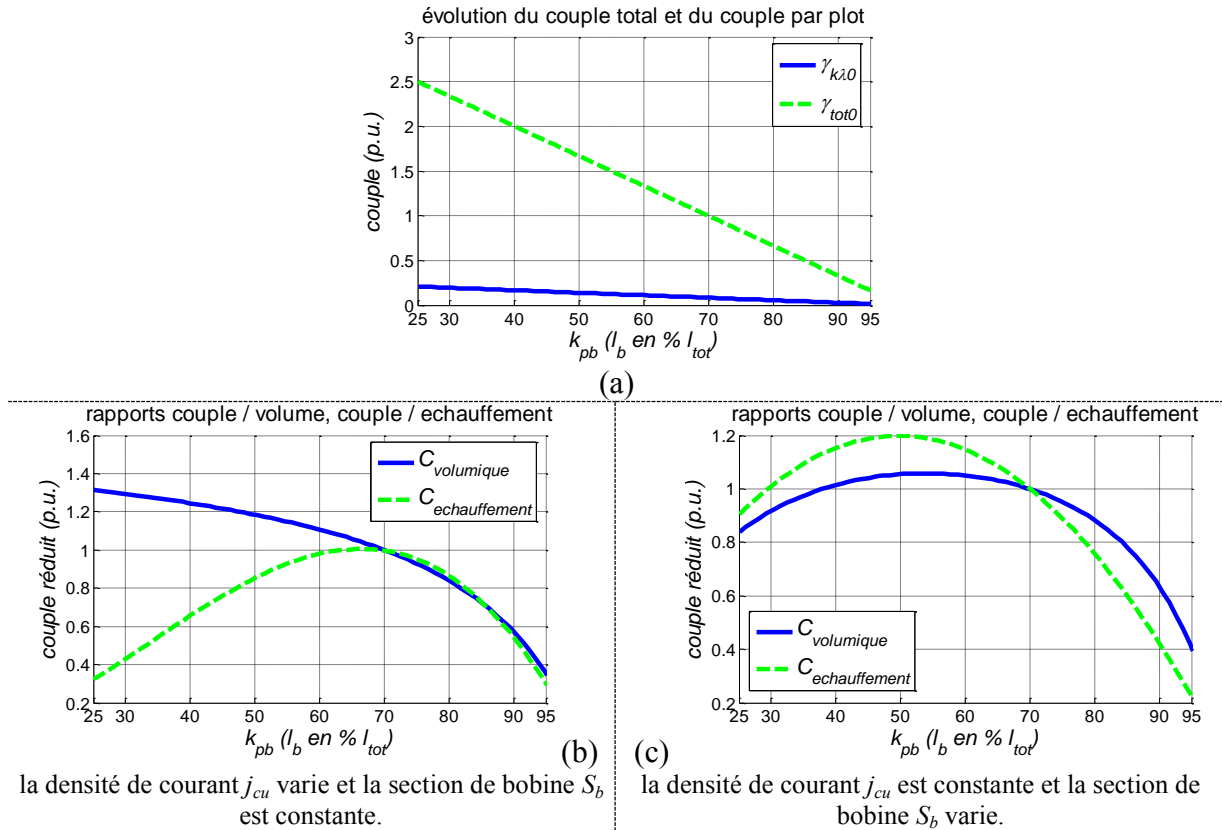 évolution du couple total et du couple par plot
3
2.5
2
1.5
1
0.5
0
couple (p.u.)
γkλ0
γtot0
25 30 40 50 60 70 80 90 95
kpb (lb en % ltot)
(a)
rapports couple / volume, couple / echauffement
1.6
1.4
1.2
1
0.8
0.6
0.4
0.2
couple réduit (p.u.)
Cvolumique
Cechauffement
25 30 40 50 60 70 80 90 95
kpb (lb en % ltot)
(b)
la densité de courant jcu varie et la section de bobine Sb
est constante.
rapports couple / volume, couple / echauffement
1.2
1.0
0.8
0.6
0.4
0.2
couple réduit (p.u.)
Cvolumique
Cechauffement
25 30 40 50 60 70 80 90 95
kpb (lb en % ltot)
(c)
la densité de courant jcu est constante et la section de
bobine Sb varie.